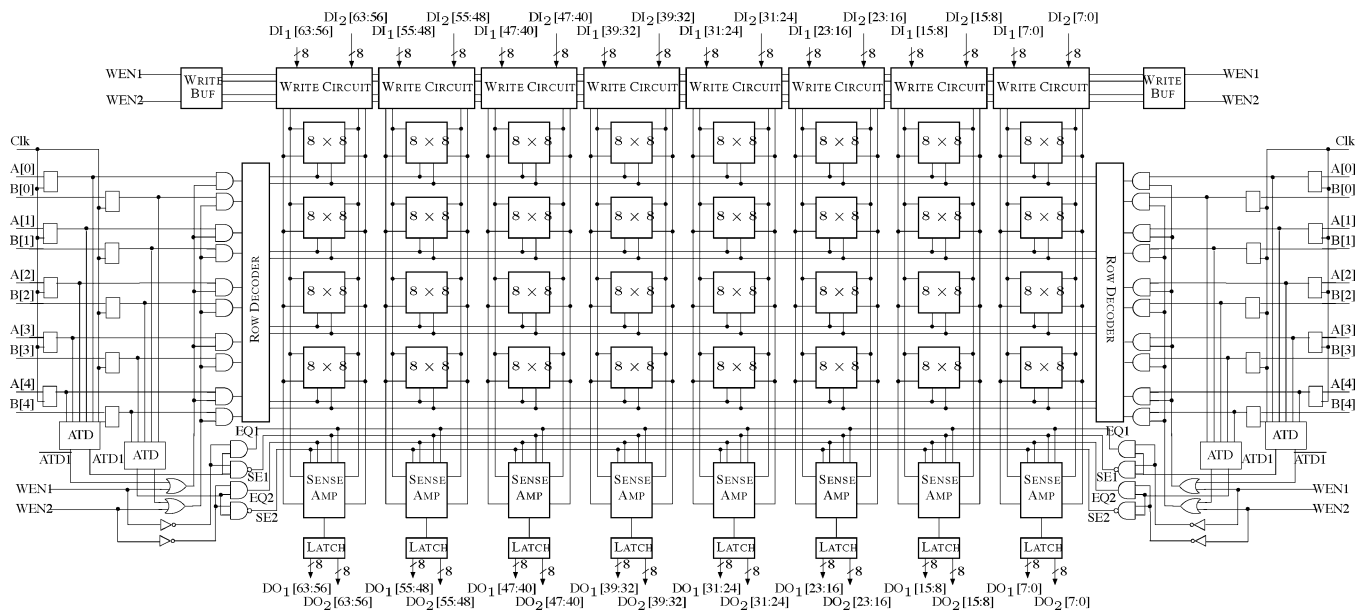 DI2 [63:56] DI2 [55:48] DI2 [47:40] DI2 [39:32] DI2 [31:24] DI2 [23:16] DI2 [15:8] DI2 [7:0]
DI1 [63:56] DI1 [55:48] DI1 [47:40] DI1 [39:32] DI1 [31:24] DI1 [23:16] DI1 [15:8] DI1 [7:0]
8 8 8 8 8 8 8 8 8 8 8 8 8 8 8 8
WEN1 WRITE BUF WRITE CIRCUIT WRITE CIRCUIT WRITE CIRCUIT WRITE CIRCUIT WRITE CIRCUIT WRITE CIRCUIT WRITE CIRCUIT WRITE CIRCUIT WRITE BUF WEN1
WEN2 WEN2
Clk 8 × 8 8 × 8 8 × 8 8 × 8 8 × 8 8 × 8 8 × 8 8 × 8 Clk
A[0] A[0]
B[0] B[0]
A[1] 8 × 8 8 × 8 8 × 8 8 × 8 8 × 8 8 × 8 8 × 8 8 × 8 A[1]
B[1] B[1]
ROW DECODER ROW DECODER
A[2] 8 × 8 8 × 8 8 × 8 8 × 8 8 × 8 8 × 8 8 × 8 8 × 8 A[2]
B[2] B[2]
A[3] A[3]
B[3] 8 × 8 8 × 8 8 × 8 8 × 8 8 × 8 8 × 8 8 × 8 8 × 8 B[3]
A[4] A[4]
B[4] B[4]
ATD EQ1 EQ1 ATD
ATD1 ATD1 ATD ATD ATD1 ATD1
SE1 SENSE AMP SENSE AMP SENSE AMP SENSE AMP SENSE AMP SENSE AMP SENSE AMP SENSE AMP SE1
WEN1 EQ2 EQ2 WEN1
WEN2 SE2 SE2 WEN2
LATCH LATCH LATCH LATCH LATCH LATCH LATCH LATCH
8 8 8 8 8 8 8 8 8 8 8 8 8 8 8 8
DO1 [63:56] DO1 [55:48] DO1 [47:40] DO1 [39:32] DO1 [31:24] DO1 [23:16] DO1 [15:8] DO1 [7:0]
DO2 [63:56] DO2 [55:48] DO2 [47:40] DO2 [39:32] DO2 [31:24] DO2 [23:16] DO2 [15:8] DO2 [7:0]